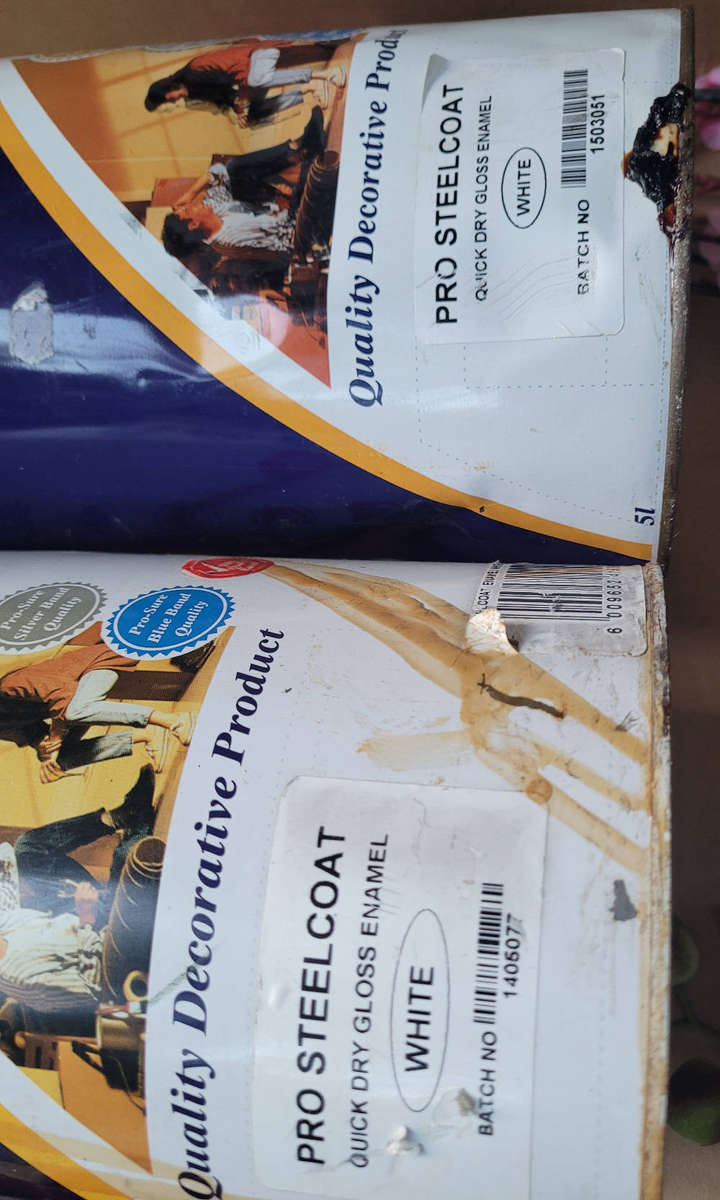 Quality Decorative Product
PRO STEELCOAT
QUICK DRY GLOSS ENAMEL
WHITE
BATCH NO
1503051
5l
Pro-Sure
Silver Band
Quality
Pro-Sure
Blue Band
Quality
Quality Decorative Product
PRO STEELCOAT
QUICK DRY GLOSS ENAMEL
WHITE
BATCH NO
1405077